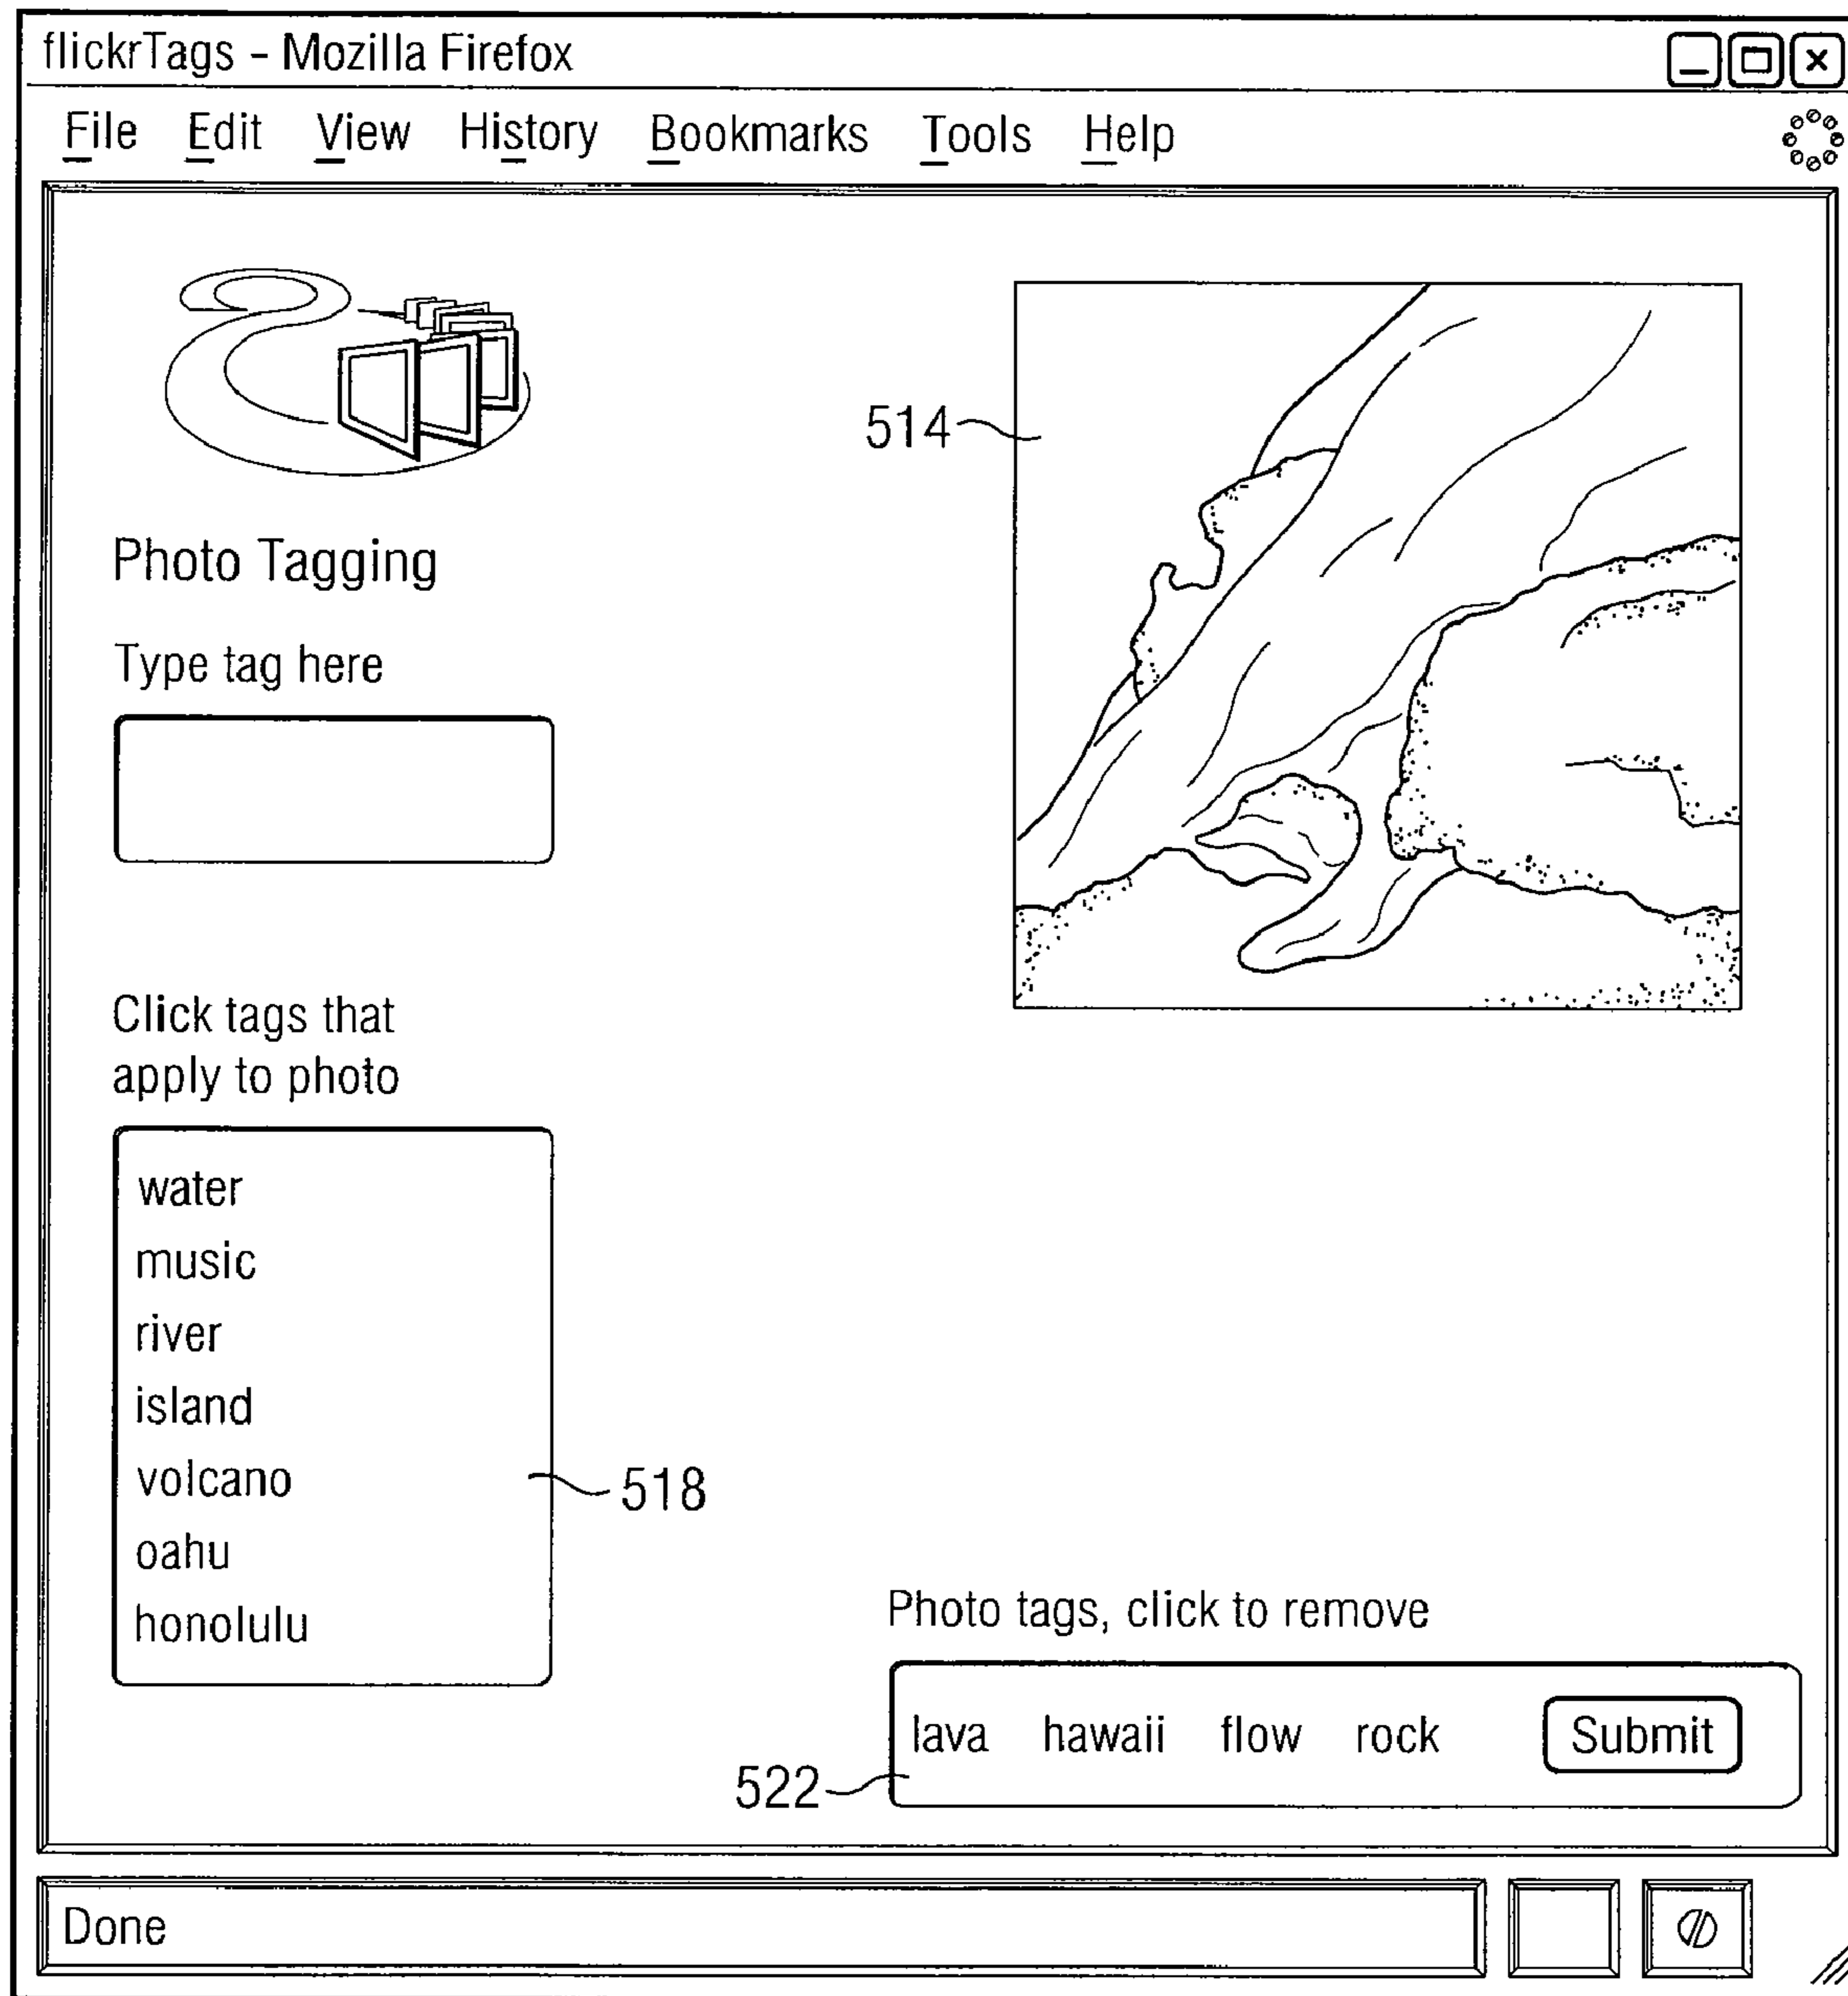 flickrTags - Mozilla Firefox
File Edit View History Bookmarks Tools Help
514
Photo Tagging
Type tag here
Click tags that
apply to photo
water
music
river
island
volcano
518
oahu
honolulu
Photo tags, click to remove
lava hawaii flow rock Submit
522
Done